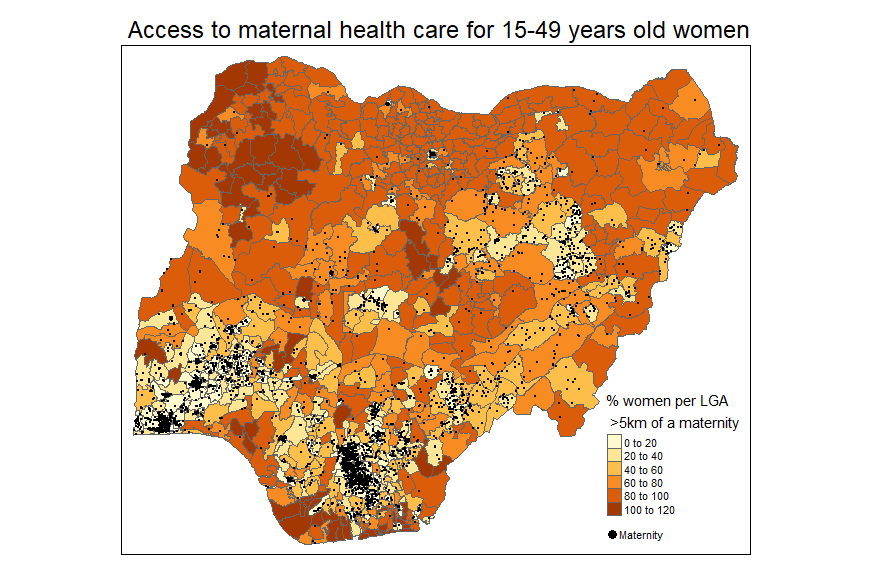 Access to maternal health care for 15-49 years old women
% women per LGA
>5km of a maternity
0 to 20
20 to 40
40 to 60
60 to 80
80 to 100
100 to 120
Maternity